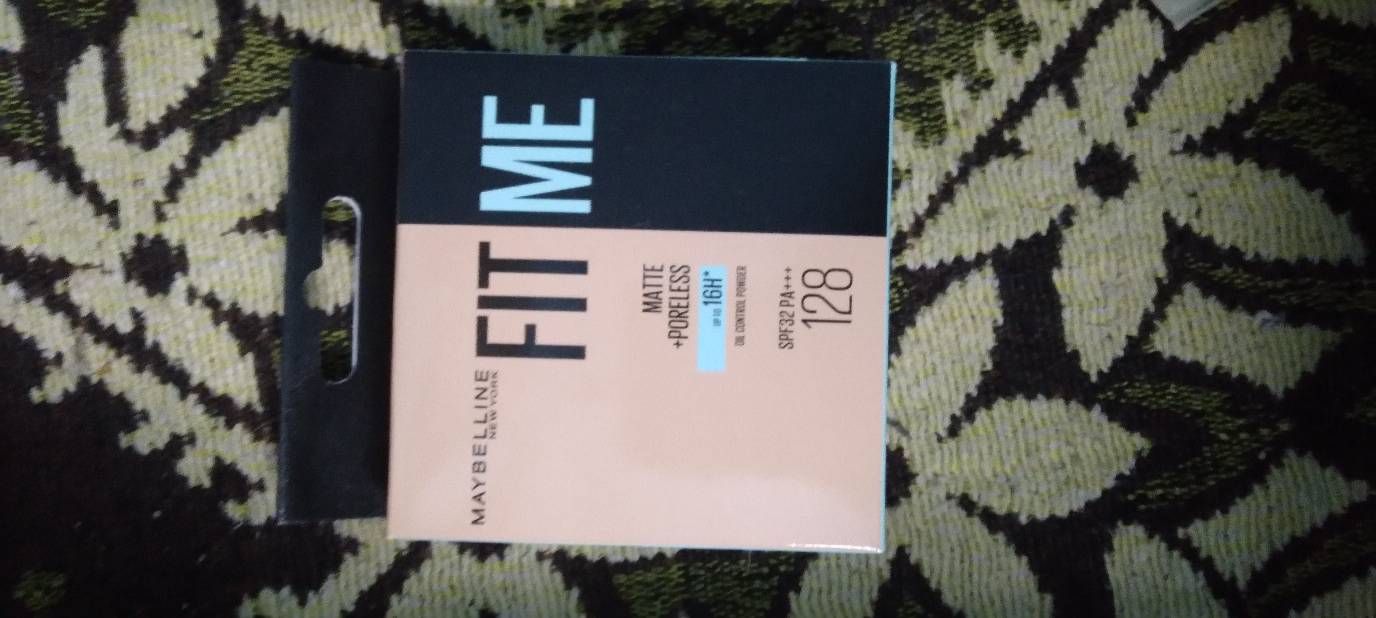 MAYBELLINE
NEW YORK
FIT ME
MATTE
+PORELESS
UP TO 16H*
OIL CONTROL POWDER
SPF32 PA+++
128